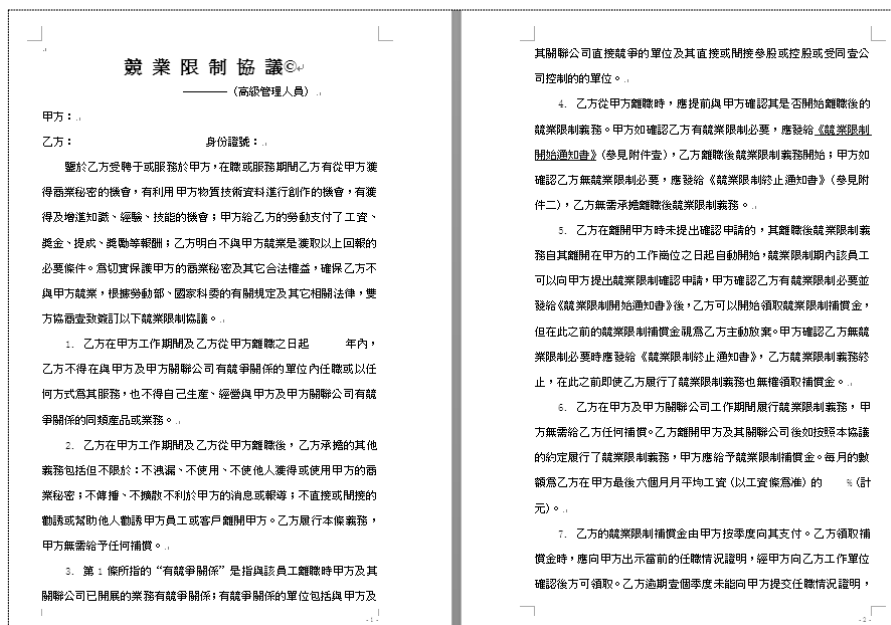 競業限制協議©
（高級管理人員）
甲方：
乙方： 身份證號：
鑒於乙方受聘于或服務於甲方，在職或服務期間乙方有從甲方獲
得商業秘密的機會，有利用甲方物質技術資料進行創作的機會，有獲
得及增進知識、經驗、技能的機會；甲方給乙方的勞動支付了工資、
獎金、提成、獎勵等報酬；乙方明白不與甲方競業是獲取以上回報的
必要條件。爲切實保護甲方的商業秘密及其它合法權益，確保乙方不
與甲方競業，根據勞動部、國家科委的有關規定及其它相關法律，雙
方協商壹致簽訂以下競業限制協議。
1. 乙方在甲方工作期間及乙方從甲方離職之日起 年內，
乙方不得在與甲方及甲方關聯公司有競爭關係的單位內任職或以任
何方式爲其服務，也不得自己生產、經營與甲方及甲方關聯公司有競
爭關係的同類產品或業務。
2. 乙方在甲方工作期間及乙方從甲方離職後，乙方承擔的其他
義務包括但不限於：不洩漏、不使用、不使他人獲得或使用甲方的商
業秘密；不傳播、不擴散不利於甲方的消息或報導；不直接或間接的
勸誘或幫助他人勸誘甲方員工或客戶離開甲方。乙方履行本條義務，
甲方無需給予任何補償。
3. 第1條所指的“有競爭關係”是指與該員工離職時甲方及其
關聯公司已開展的業務有競爭關係；有競爭關係的單位包括與甲方及
-1-
其關聯公司直接競爭的單位及其直接或間接參股或控股或受同壹公
司控制的的單位。
4. 乙方從甲方離職時，應提前與甲方確認其是否開始離職後的
競業限制義務。甲方如確認乙方有競業限制必要，應發給《競業限制
開始通知書》（參見附件壹），乙方離職後競業限制義務開始；甲方如
確認乙方無競業限制必要，應發給《競業限制終止通知書》（參見附
件二），乙方無需承擔離職後競業限制義務。
5. 乙方在離開甲方時未提出確認申請的，其離職後競業限制義
務自其離開在甲方的工作崗位之日起自動開始，競業限制期內該員工
可以向甲方提出競業限制確認申請，甲方確認乙方有競業限制必要並
發給《競業限制開始通知書》後，乙方可以開始領取競業限制補償金，
但在此之前的競業限制補償金視爲乙方主動放棄。甲方確認乙方無競
業限制必要時應發給《競業限制終止通知書》，乙方競業限制義務終
止，在此之前即使乙方履行了競業限制義務也無權領取補償金。
6. 乙方在甲方及甲方關聯公司工作期間履行競業限制義務，甲
方無需給乙方任何補償。乙方離開甲方及其關聯公司後如按照本協議
的約定履行了競業限制義務，甲方應給予競業限制補償金。每月的數
額爲乙方在甲方最後六個月月平均工資（以工資條爲准）的 %（計
元）。
7. 乙方的競業限制補償金由甲方按季度向其支付。乙方領取補
償金時，應向甲方出示當前的任職情況證明，經甲方向乙方工作單位
確認後方可領取。乙方逾期壹個季度未能向甲方提交任職情況證明，
-2-